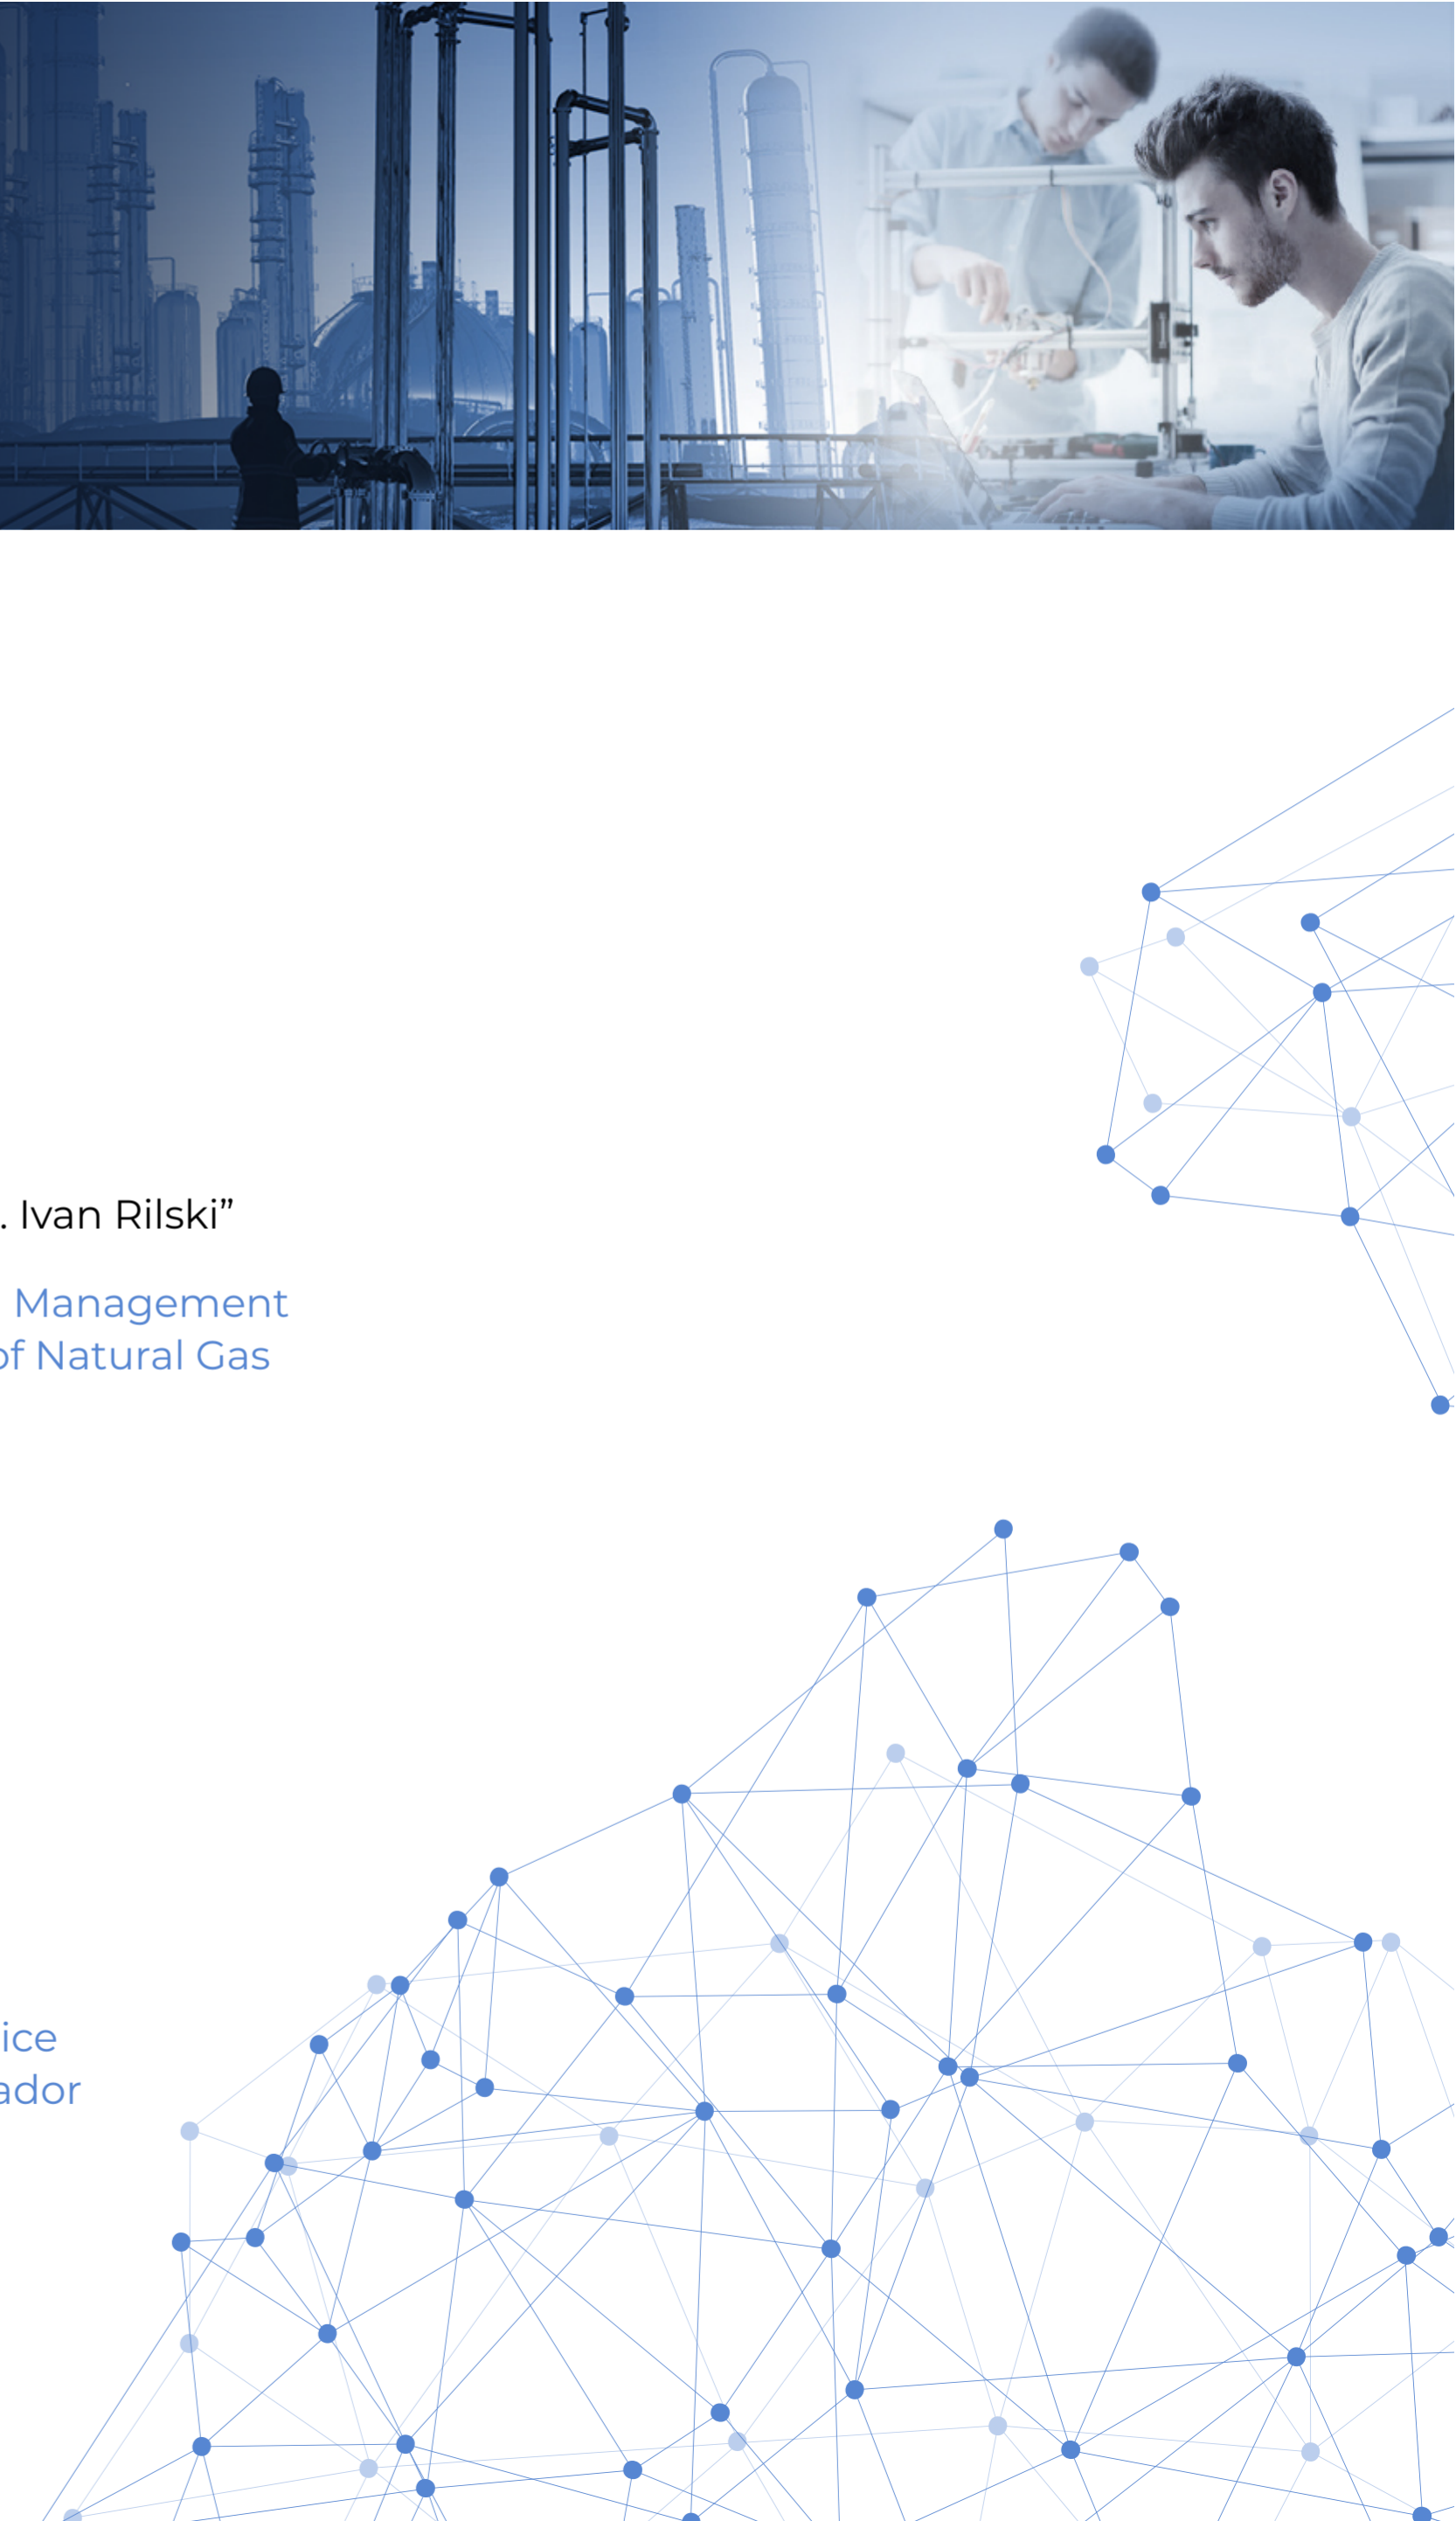 . Ivan Rilski”
Management
of Natural Gas
ice
ador